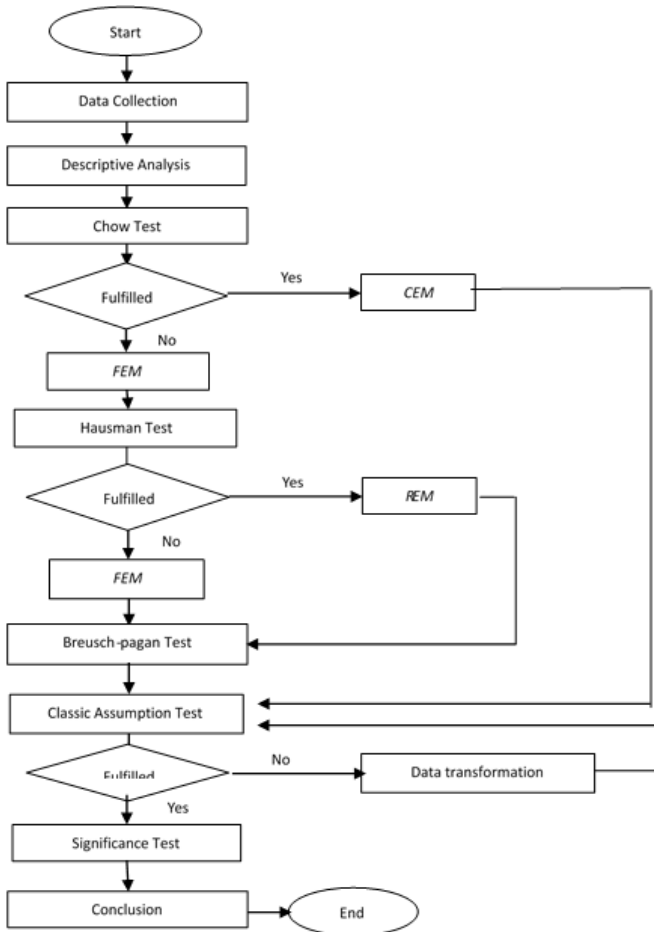 Start
Data Collection
Descriptive Analysis
Chow Test
Fulfilled
Yes
CEM
No
FEM
Hausman Test
Fulfilled
Yes
REM
No
FEM
Breusch-pagan Test
Classic Assumption Test
Fulfilled
No
Data transformation
Yes
Significance Test
Conclusion
End